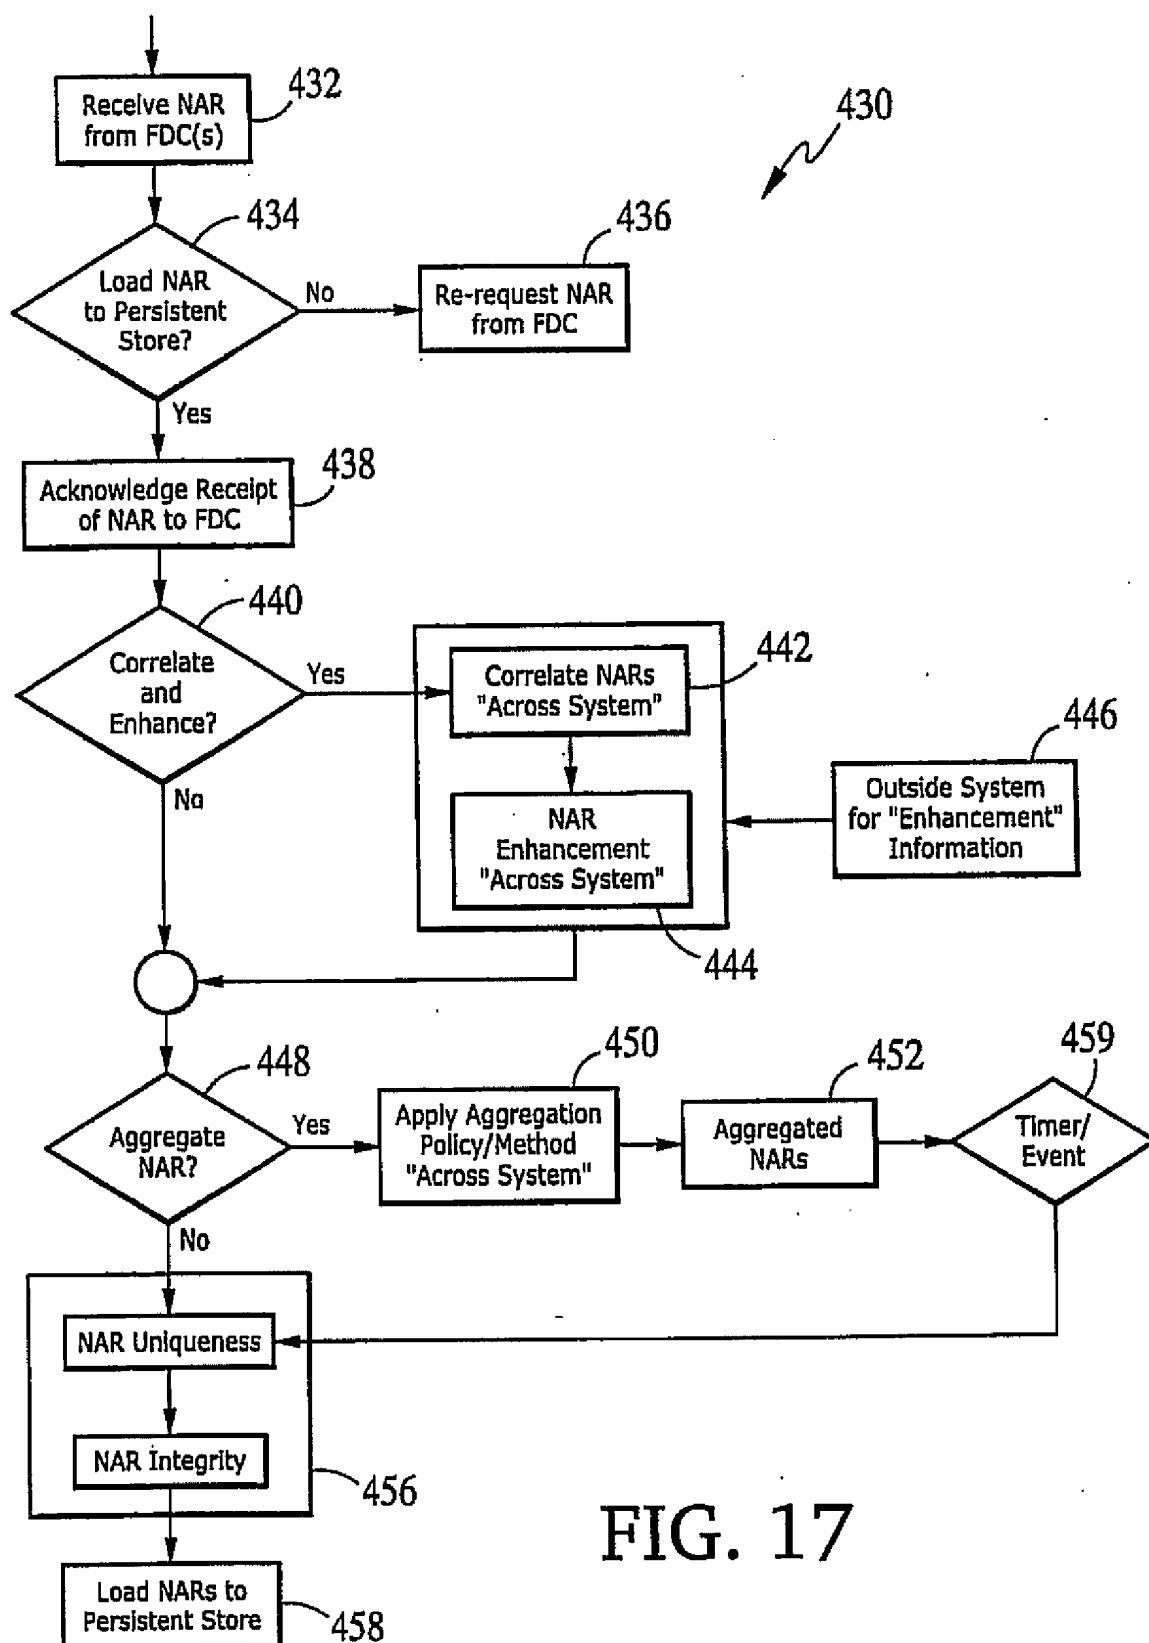 432
Receive NAR
from FDC(s)
430
434
436
Load NAR
to Persistent
Store?
No
Re-request NAR
from FDC
Yes
438
Acknowledge Receipt
of NAR to FDC
440
442
Correlate
and
Enhance?
Yes
Correlate NARs
"Across System"
446
Outside System
for "Enhancement"
Information
No
NAR
Enhancement
"Across System"
444
448
450
452
459
Aggregate
NAR?
Yes
Apply Aggregation
Policy/Method
"Across System"
Aggregated
NARs
Timer/
Event
No
NAR Uniqueness
NAR Integrity
456
FIG. 17
Load NARs to
Persistent Store
458